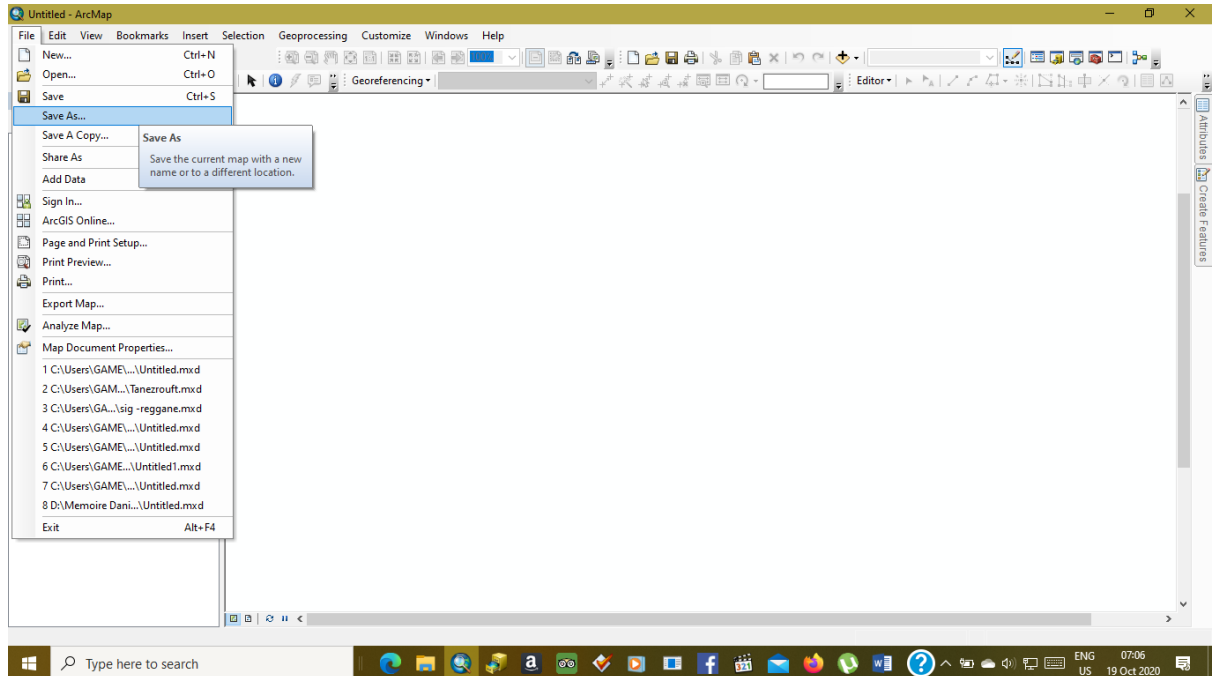 Untitled - ArcMap
File Edit View Bookmarks Insert Selection Geoprocessing Customize Windows Help
New... Ctrl+N
Open... Ctrl+O
Georeferencing
Editor
Save Ctrl+S
Save As...
Save A Copy...
Save As
Save the current map with a new
name or to a different location.
Share As
Add Data
Sign In...
ArcGIS Online...
Page and Print Setup...
Print Preview...
Print...
Export Map...
Analyze Map...
Map Document Properties...
1 C:\Users\GAME\...\Untitled.mxd
2 C:\Users\GAM...\Tanezrouft.mxd
3 C:\Users\GA...\sig -reggane.mxd
4 C:\Users\GAME\...\Untitled.mxd
5 C:\Users\GAME\...\Untitled.mxd
6 C:\Users\GAME...\Untitled1.mxd
7 C:\Users\GAME\...\Untitled.mxd
8 D:\Memoire Dani...\Untitled.mxd
Exit Alt+F4
Attributes
Create Features
Type here to search
ENG
US
07:06
19 Oct 2020